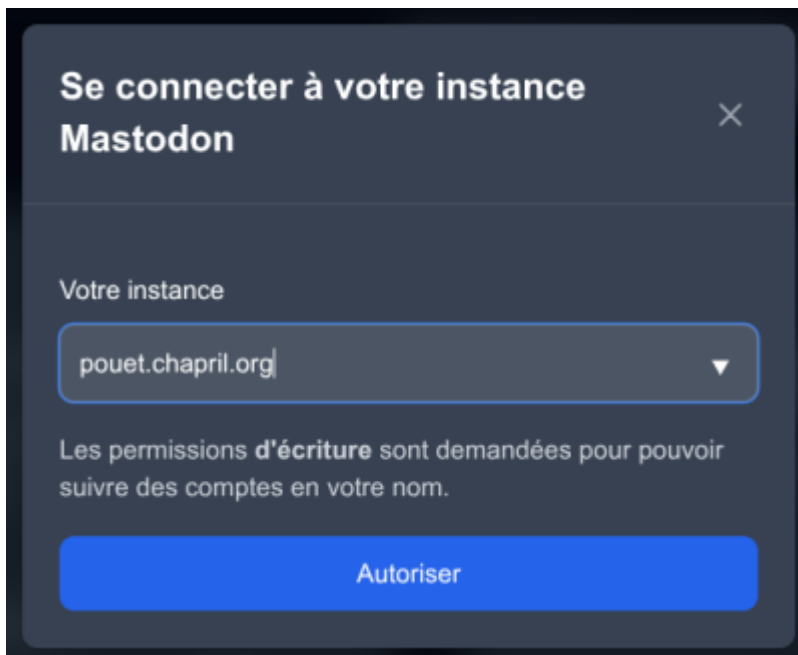 Se connecter à votre instance
Mastodon
Votre instance
pouet.chapril.org
Les permissions d'écriture sont demandées pour pouvoir
suivre des comptes en votre nom.
Autoriser